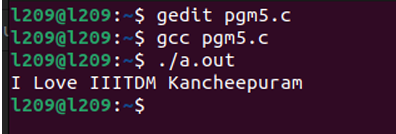 l209@l209:~$ gedit pgm5.c
l209@l209:~$ gcc pgm5.c
l209@l209:~$ ./a.out
I Love IIITDM Kancheepuram
l209@l209:~$